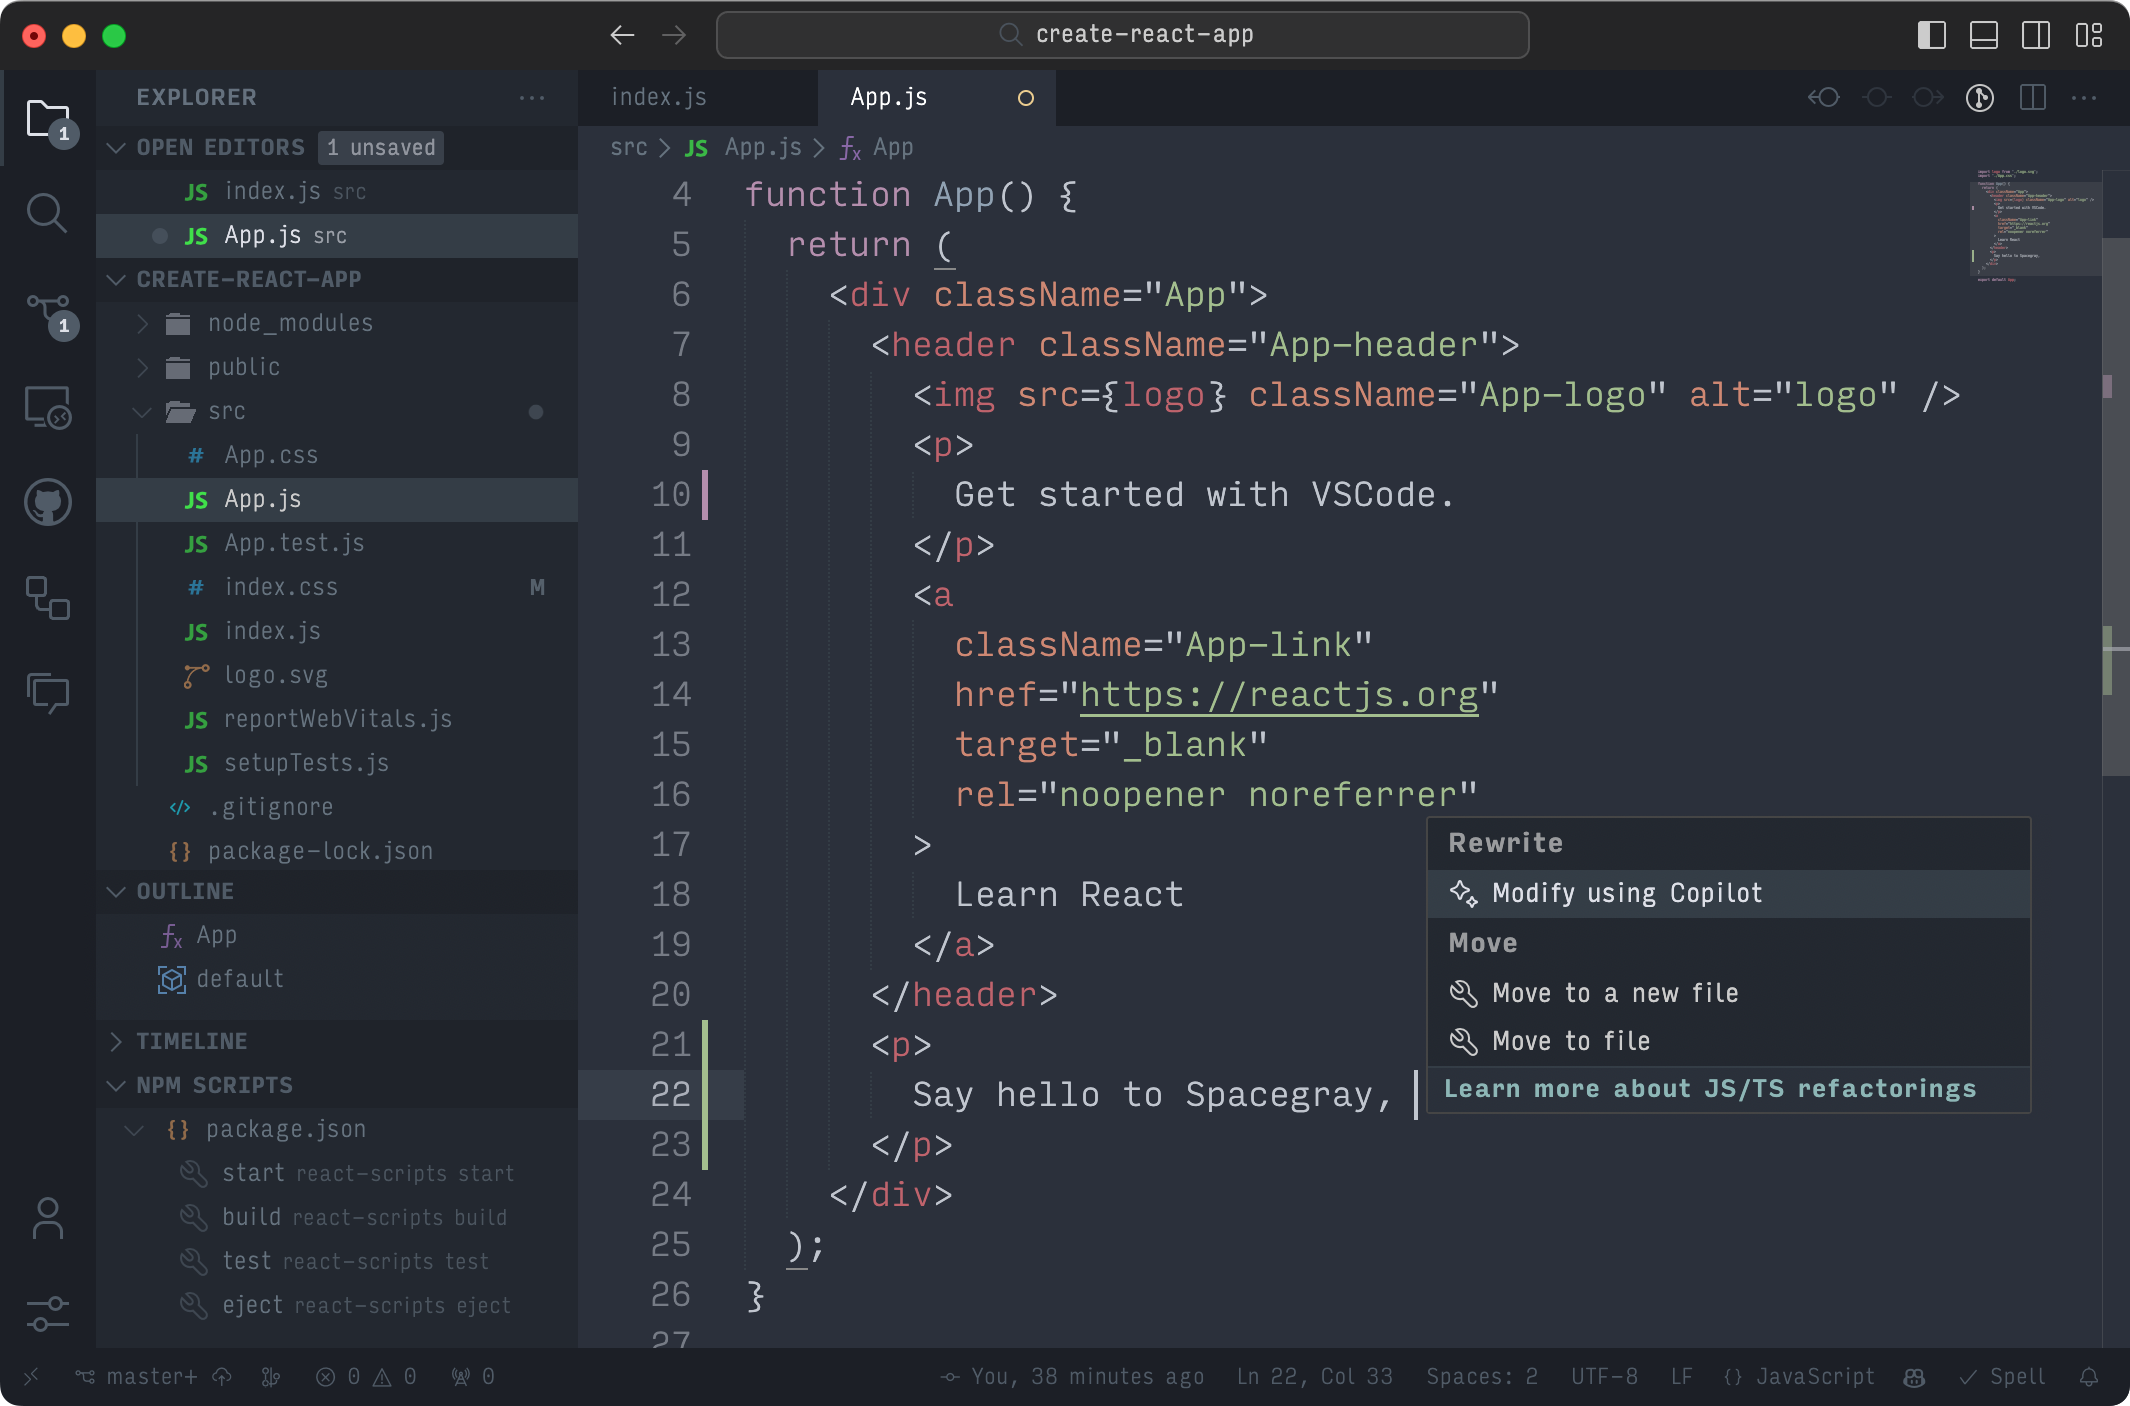 create-react-app
EXPLORER
OPEN EDITORS 1 unsaved
JS index.js src
JS App.js src
CREATE-REACT-APP
node_modules
public
src
# App.css
JS App.js
JS App.test.js
# index.css M
JS index.js
logo.svg
JS reportWebVitals.js
JS setupTests.js
</> .gitignore
{} package-lock.json
OUTLINE
fx App
default
TIMELINE
NPM SCRIPTS
{} package.json
start react-scripts start
build react-scripts build
test react-scripts test
eject react-scripts eject
1
1
index.js App.js
src > JS App.js > fx App
4 function App() {
5 return (
6 <div className="App">
7 <header className="App-header">
8 <img src={logo} className="App-logo" alt="logo" />
9 <p>
10 Get started with VSCode.
11 </p>
12 <a
13 className="App-link"
14 href="https://reactjs.org"
15 target="_blank"
16 rel="noopener noreferrer"
17 >
18 Learn React
19 </a>
20 </header>
21 <p>
22 Say hello to Spacegray,
23 </p>
24 </div>
25 );
26 }
27
Rewrite
Modify using Copilot
Move
Move to a new file
Move to file
Learn more about JS/TS refactorings
master+ 0 0 0 You, 38 minutes ago Ln 22, Col 33 Spaces: 2 UTF-8 LF {} JavaScript Spell